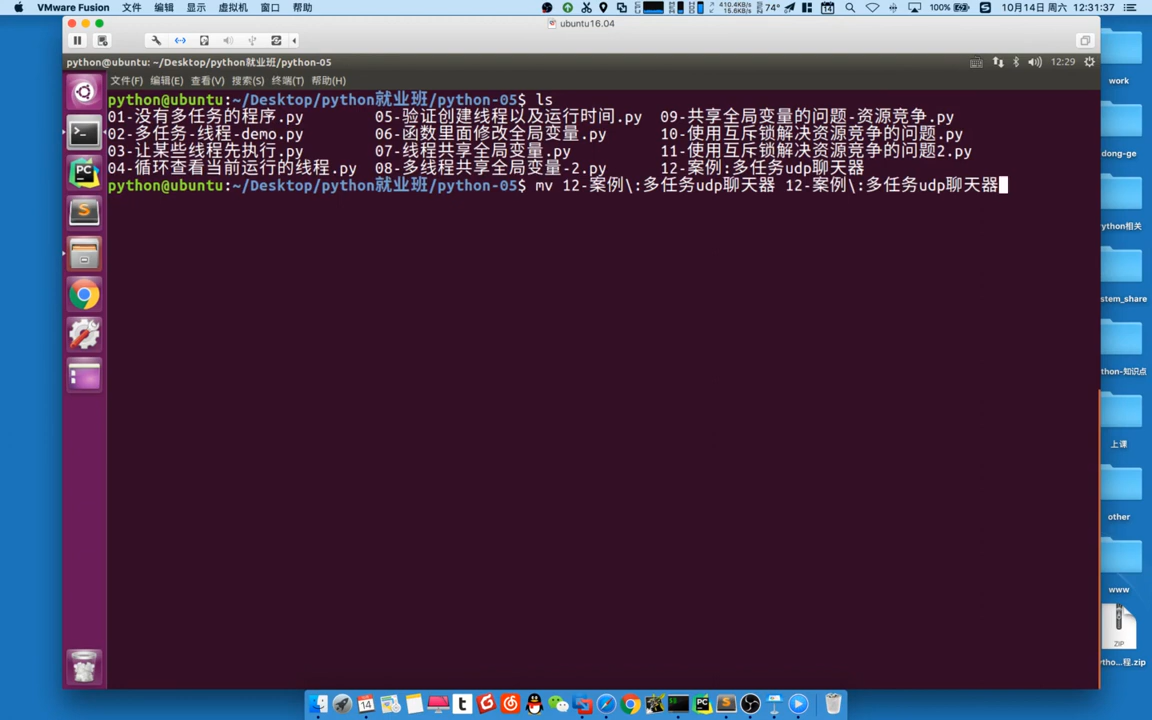 VMware Fusion 文件 编辑 显示 虚拟机 窗口 帮助 410.4KB/s 15.6KB/s 74° 100% 10月14日 周六 12:31:37
ubuntu16.04
python@ubuntu: ~/Desktop/python就业班/python-05 12:29
文件(F) 编辑(E) 查看(V) 搜索(S) 终端(T) 帮助(H)
python@ubuntu:~/Desktop/python就业班/python-05$ ls
01-没有多任务的程序.py 05-验证创建线程以及运行时间.py 09-共享全局变量的问题-资源竞争.py
02-多任务-线程-demo.py 06-函数里面修改全局变量.py 10-使用互斥锁解决资源竞争的问题.py
03-让某些线程先执行.py 07-线程共享全局变量.py 11-使用互斥锁解决资源竞争的问题2.py
04-循环查看当前运行的线程.py 08-多线程共享全局变量-2.py 12-案例:多任务udp聊天器
python@ubuntu:~/Desktop/python就业班/python-05$ mv 12-案例\:多任务udp聊天器 12-案例\:多任务udp聊天器
work
dong-ge
ython相关
stem_share
thon-知识点
上课
other
www
ZIP
ytho...程.zip